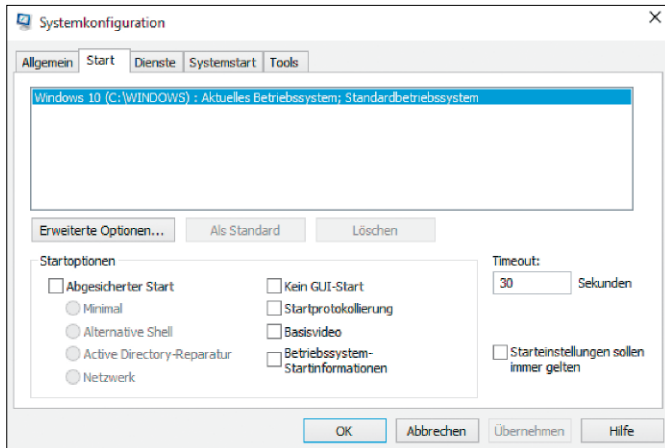 Systemkonfiguration
Allgemein Start Dienste Systemstart Tools
Windows 10 (C:\WINDOWS) : Aktuelles Betriebssystem; Standardbetriebssystem
Erweiterte Optionen... Als Standard Löschen
Startoptionen
Abgesicherter Start
Minimal
Alternative Shell
Active Directory-Reparatur
Netzwerk
Kein GUI-Start
Startprotokollierung
Basisvideo
Betriebssystem-
Startinformationen
Timeout:
30 Sekunden
Starteinstellungen sollen
immer gelten
OK Abbrechen Übernehmen Hilfe